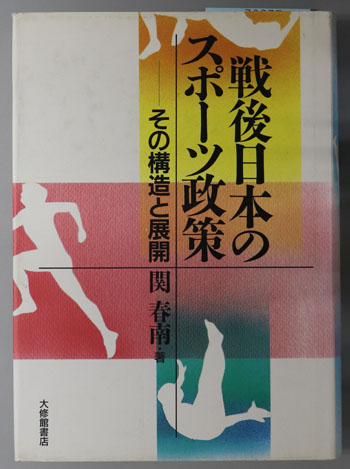 戦後日本の
スポーツ政策
──その構造と展開
関 春南・著
大修館書店